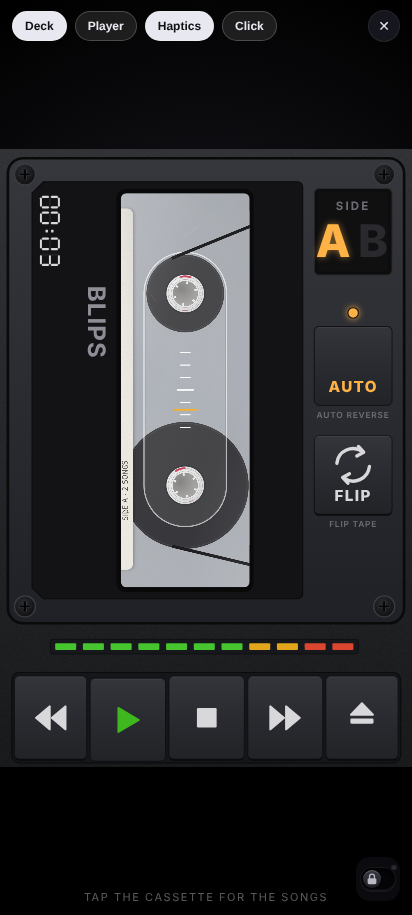 Deck
Player
Haptics
Click
00:03
BLIPS
SIDE A · 2 SONGS
SIDE
A B
AUTO
AUTO REVERSE
FLIP
FLIP TAPE
TAP THE CASSETTE FOR THE SONGS